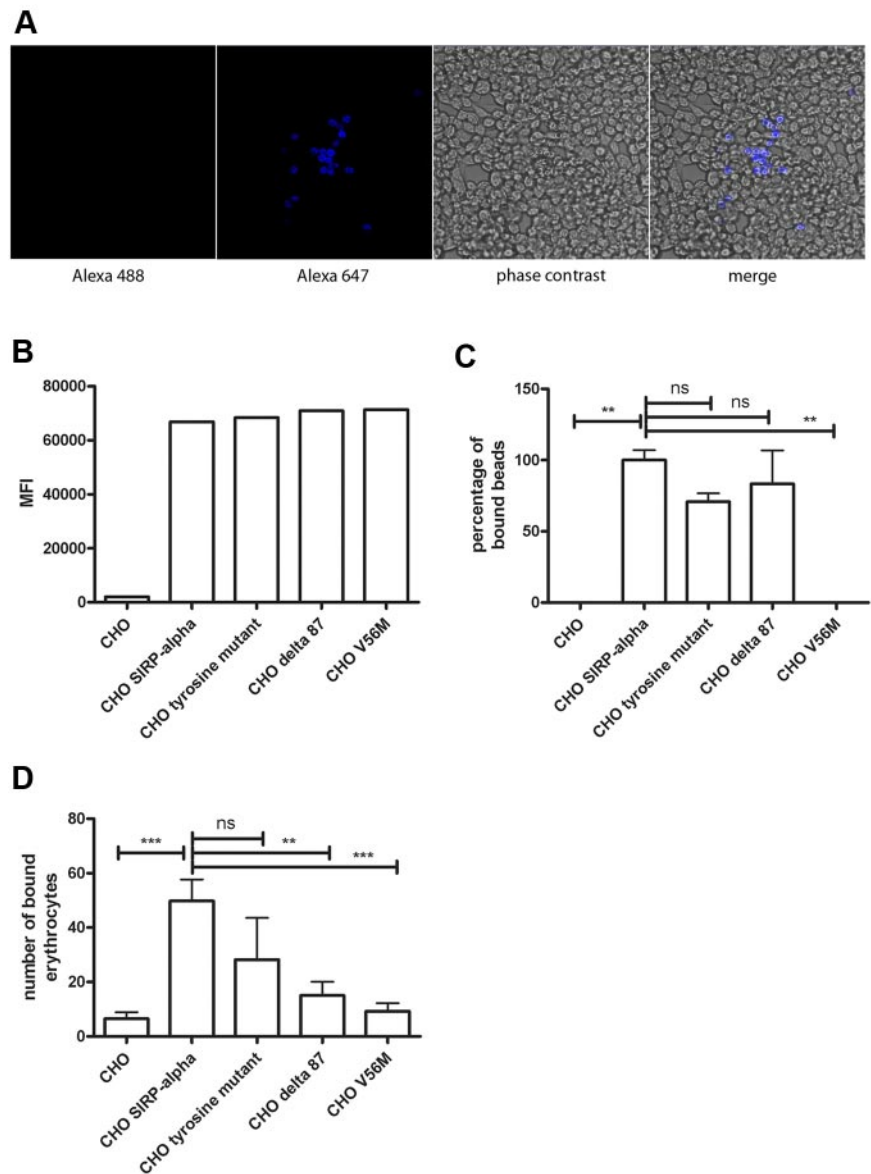 A
Alexa 488
Alexa 647
phase contrast
merge
B
MFI
80000
60000
40000
20000
0
CHO
CHO SIRP-alpha
CHO tyrosine mutant
CHO delta 87
CHO V56M
C
percentage of
bound beads
150
100
50
0
**
ns
ns
**
CHO
CHO SIRP-alpha
CHO tyrosine mutant
CHO delta 87
CHO V56M
D
number of bound
erythrocytes
80
60
40
20
0
***
ns
**
***
CHO
CHO SIRP-alpha
CHO tyrosine mutant
CHO delta 87
CHO V56M